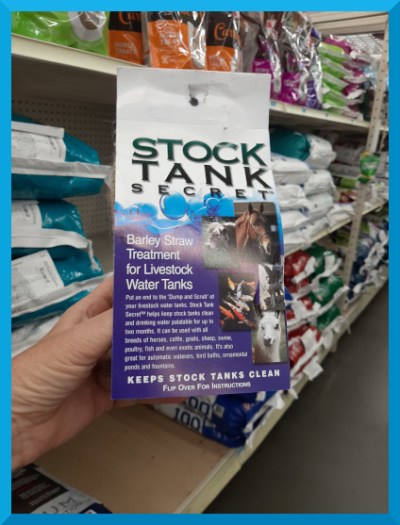 STOCK
TANK
SECRET™
Barley Straw
Treatment
for Livestock
Water Tanks
Put an end to the "Dump and Scrub" of
your livestock water tanks. Stock Tank
Secret™ helps keep stock tanks clean
and drinking water palatable for up to
two months. It can be used with all
breeds of horses, cattle, goats, sheep, swine,
poultry, fish and even exotic animals. It's also
great for automatic waterers, bird baths, ornamental
ponds and fountains.
KEEPS STOCK TANKS CLEAN
FLIP OVER FOR INSTRUCTIONS
100